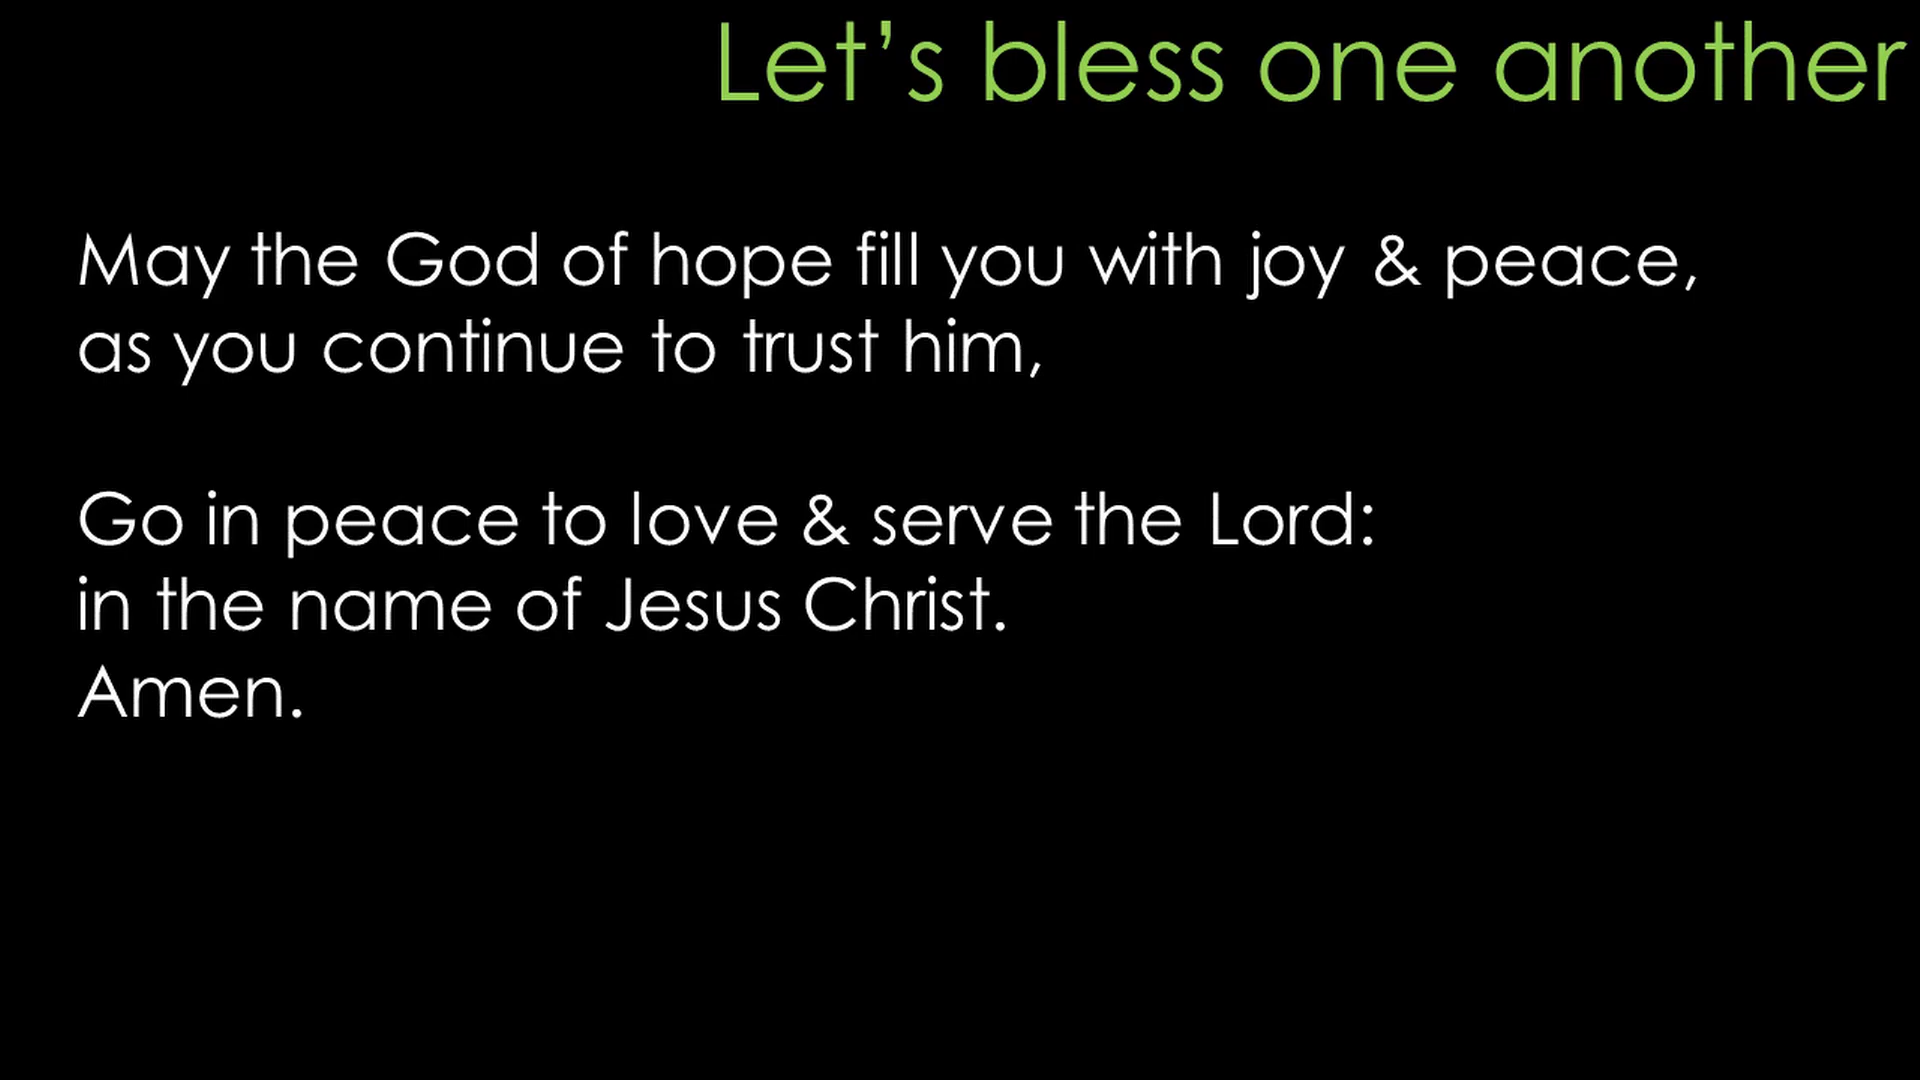 Let’s bless one another
May the God of hope fill you with joy & peace,
as you continue to trust him,
Go in peace to love & serve the Lord:
in the name of Jesus Christ.
Amen.